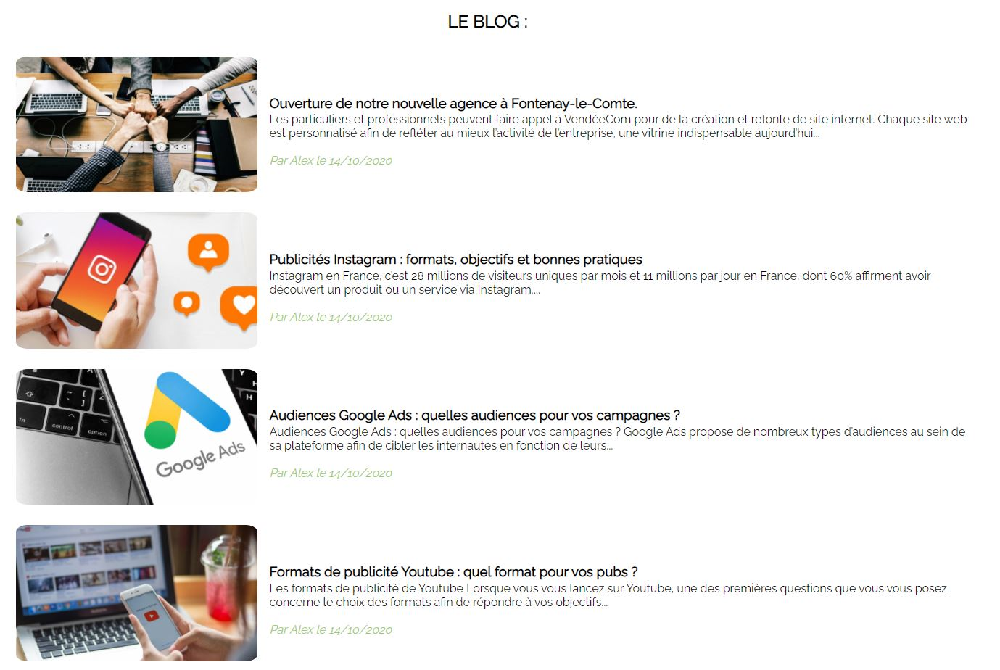 LE BLOG :
Ouverture de notre nouvelle agence à Fontenay-le-Comte.
Les particuliers et professionnels peuvent faire appel à VendéeCom pour de la création et refonte de site internet. Chaque site web
est personnalisé afin de refléter au mieux l'activité de l'entreprise, une vitrine indispensable aujourd'hui...
Par Alex le 14/10/2020
Publicités Instagram : formats, objectifs et bonnes pratiques
Instagram en France, c'est 28 millions de visiteurs uniques par mois et 11 millions par jour en France, dont 60% affirment avoir
découvert un produit ou un service via Instagram....
Par Alex le 14/10/2020
fn
control
option
Y
H
K
Google Ads
Audiences Google Ads : quelles audiences pour vos campagnes ?
Audiences Google Ads : quelles audiences pour vos campagnes ? Google Ads propose de nombreux types d'audiences au sein de
sa plateforme afin de cibler les internautes en fonction de leurs...
Par Alex le 14/10/2020
Formats de publicité Youtube : quel format pour vos pubs ?
Les formats de publicité de Youtube Lorsque vous vous lancez sur Youtube, une des premières questions que vous vous posez
concerne le choix des formats afin de répondre à vos objectifs...
Par Alex le 14/10/2020